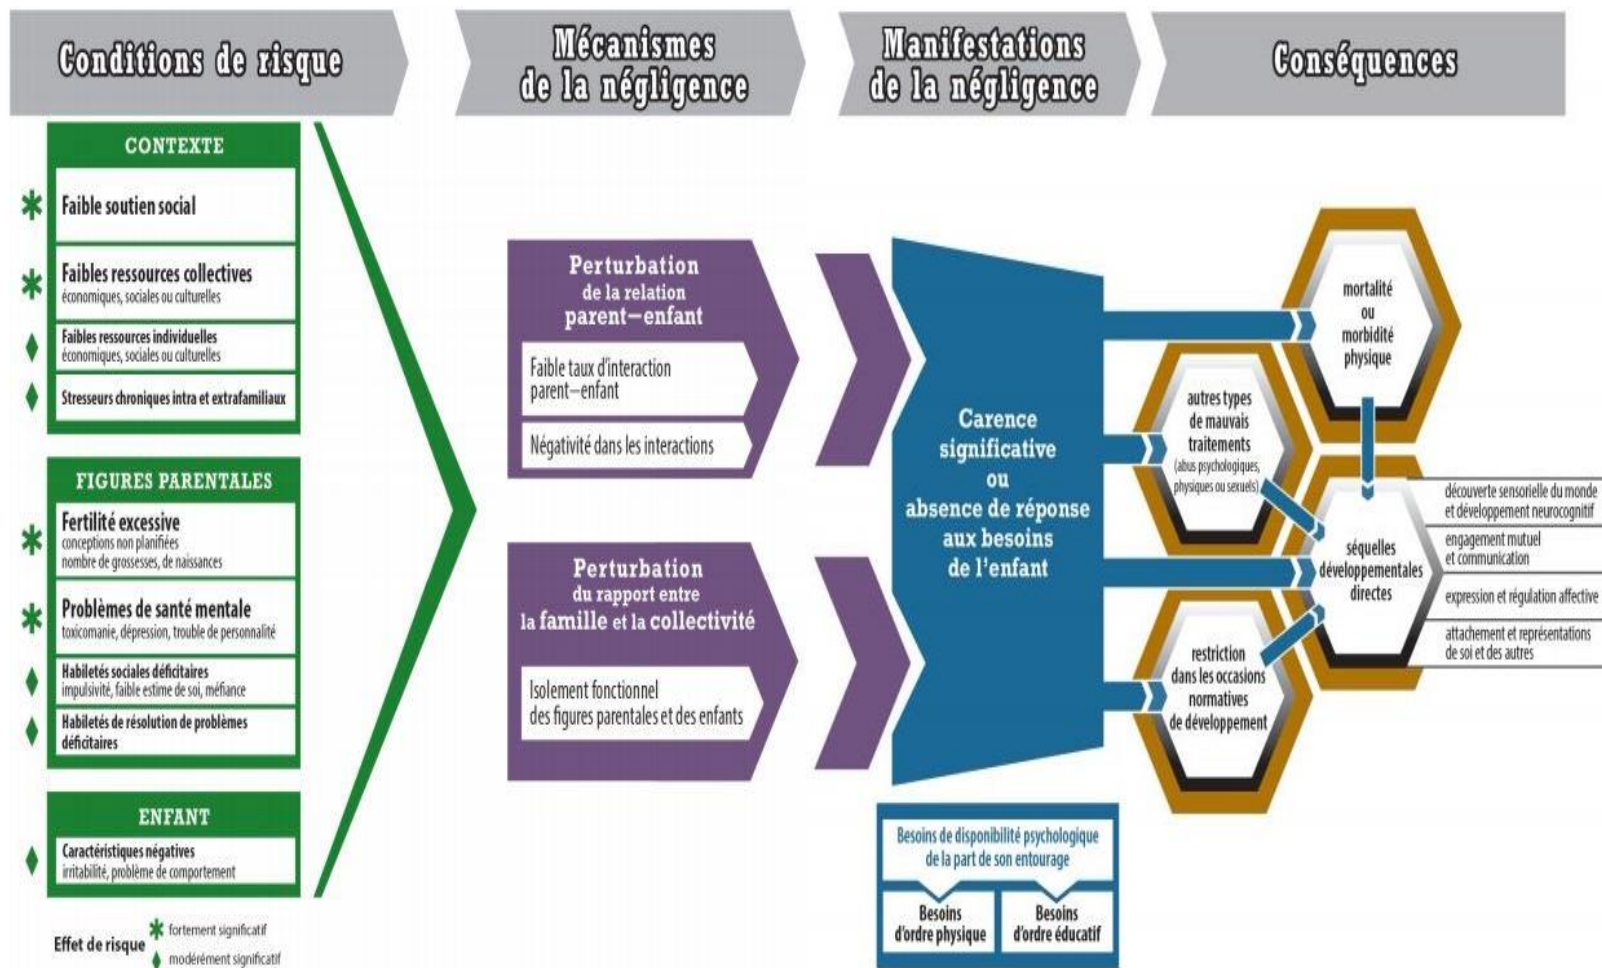 Conditions de risque
Mécanismes
de la négligence
Manifestations
de la négligence
Conséquences
CONTEXTE
Faible soutien social
Faibles ressources collectives
économiques, sociales ou culturelles
Faibles ressources individuelles
économiques, sociales ou culturelles
Stresseurs chroniques intra et extrafamiliaux
FIGURES PARENTALES
Fertilité excessive
conceptions non planifiées
nombre de grossesses, de naissances
Problèmes de santé mentale
toxicomanie, dépression, trouble de personnalité
Habiletés sociales déficitaires
impulsivité, faible estime de soi, méfiance
Habiletés de résolution de problèmes
déficitaires
ENFANT
Caractéristiques négatives
irritabilité, problème de comportement
Effet de risque
fortement significatif
modérément significatif
Perturbation
de la relation
parent–enfant
Faible taux d'interaction
parent–enfant
Négativité dans les interactions
Perturbation
du rapport entre
la famille et la collectivité
Isolement fonctionnel
des figures parentales et des enfants
Carence
significative
ou
absence de réponse
aux besoins
de l'enfant
Besoins de disponibilité psychologique
de la part de son entourage
Besoins
d'ordre physique
Besoins
d'ordre éducatif
mortalité
ou
morbidité
physique
autres types
de mauvais
traitements
(abus psychologiques,
physiques ou sexuels)
séquelles
développementales
directes
restriction
dans les occasions
normatives
de développement
découverte sensorielle du monde
et développement neurocognitif
engagement mutuel
et communication
expression et régulation affective
attachement et représentations
de soi et des autres